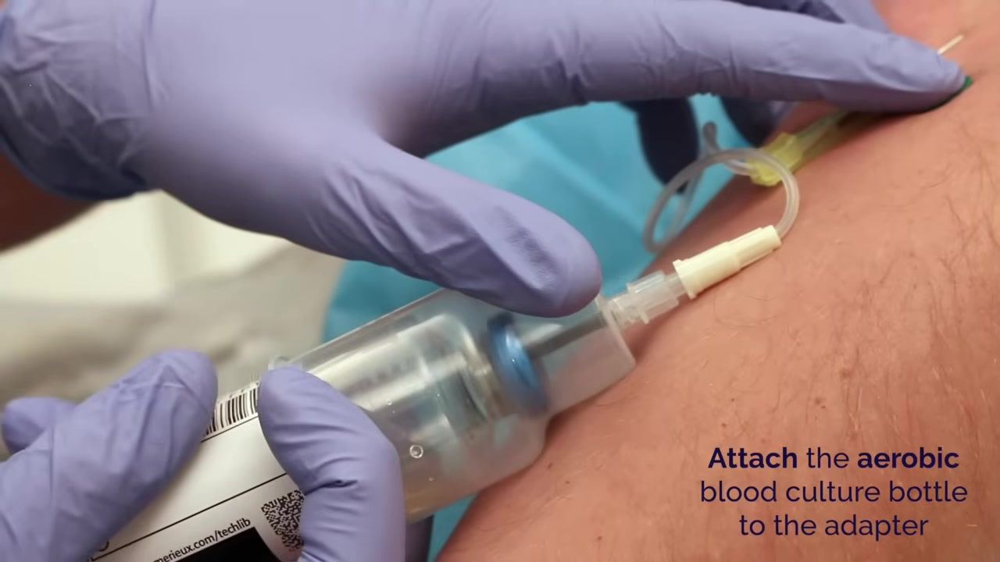 merieux.com/techlib
Attach the aerobic
blood culture bottle
to the adapter